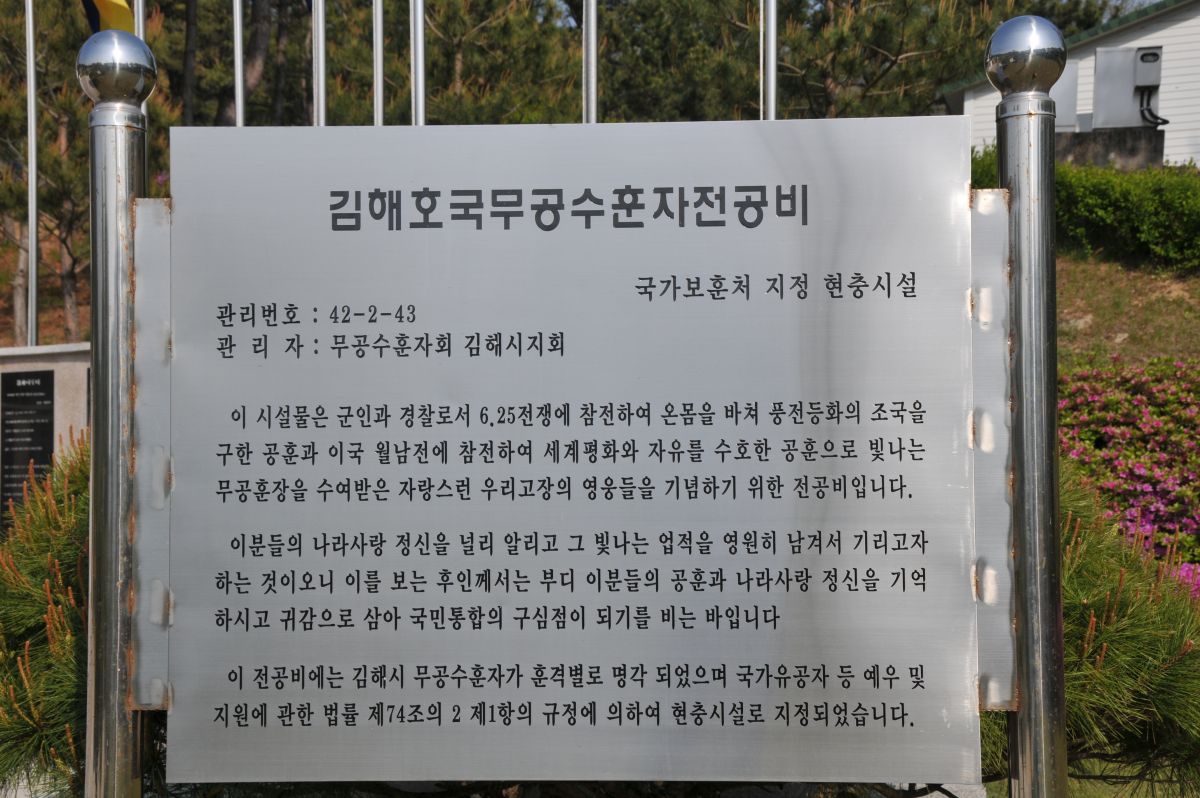 김해호국무공수훈자전공비
국가보훈처 지정 현충시설
관리번호 : 42-2-43
관 리 자 : 무공수훈자회 김해시지회
이 시설물은 군인과 경찰로서 6.25전쟁에 참전하여 온몸을 바쳐 풍전등화의 조국을
구한 공훈과 이국 월남전에 참전하여 세계평화와 자유를 수호한 공훈으로 빛나는
무공훈장을 수여받은 자랑스런 우리고장의 영웅들을 기념하기 위한 전공비입니다.
이분들의 나라사랑 정신을 널리 알리고 그 빛나는 업적을 영원히 남겨서 기리고자
하는 것이오니 이를 보는 후인께서는 부디 이분들의 공훈과 나라사랑 정신을 기억
하시고 귀감으로 삼아 국민통합의 구심점이 되기를 비는 바입니다
이 전공비에는 김해시 무공수훈자가 훈격별로 명각 되었으며 국가유공자 등 예우 및
지원에 관한 법률 제74조의 2 제1항의 규정에 의하여 현충시설로 지정되었습니다.